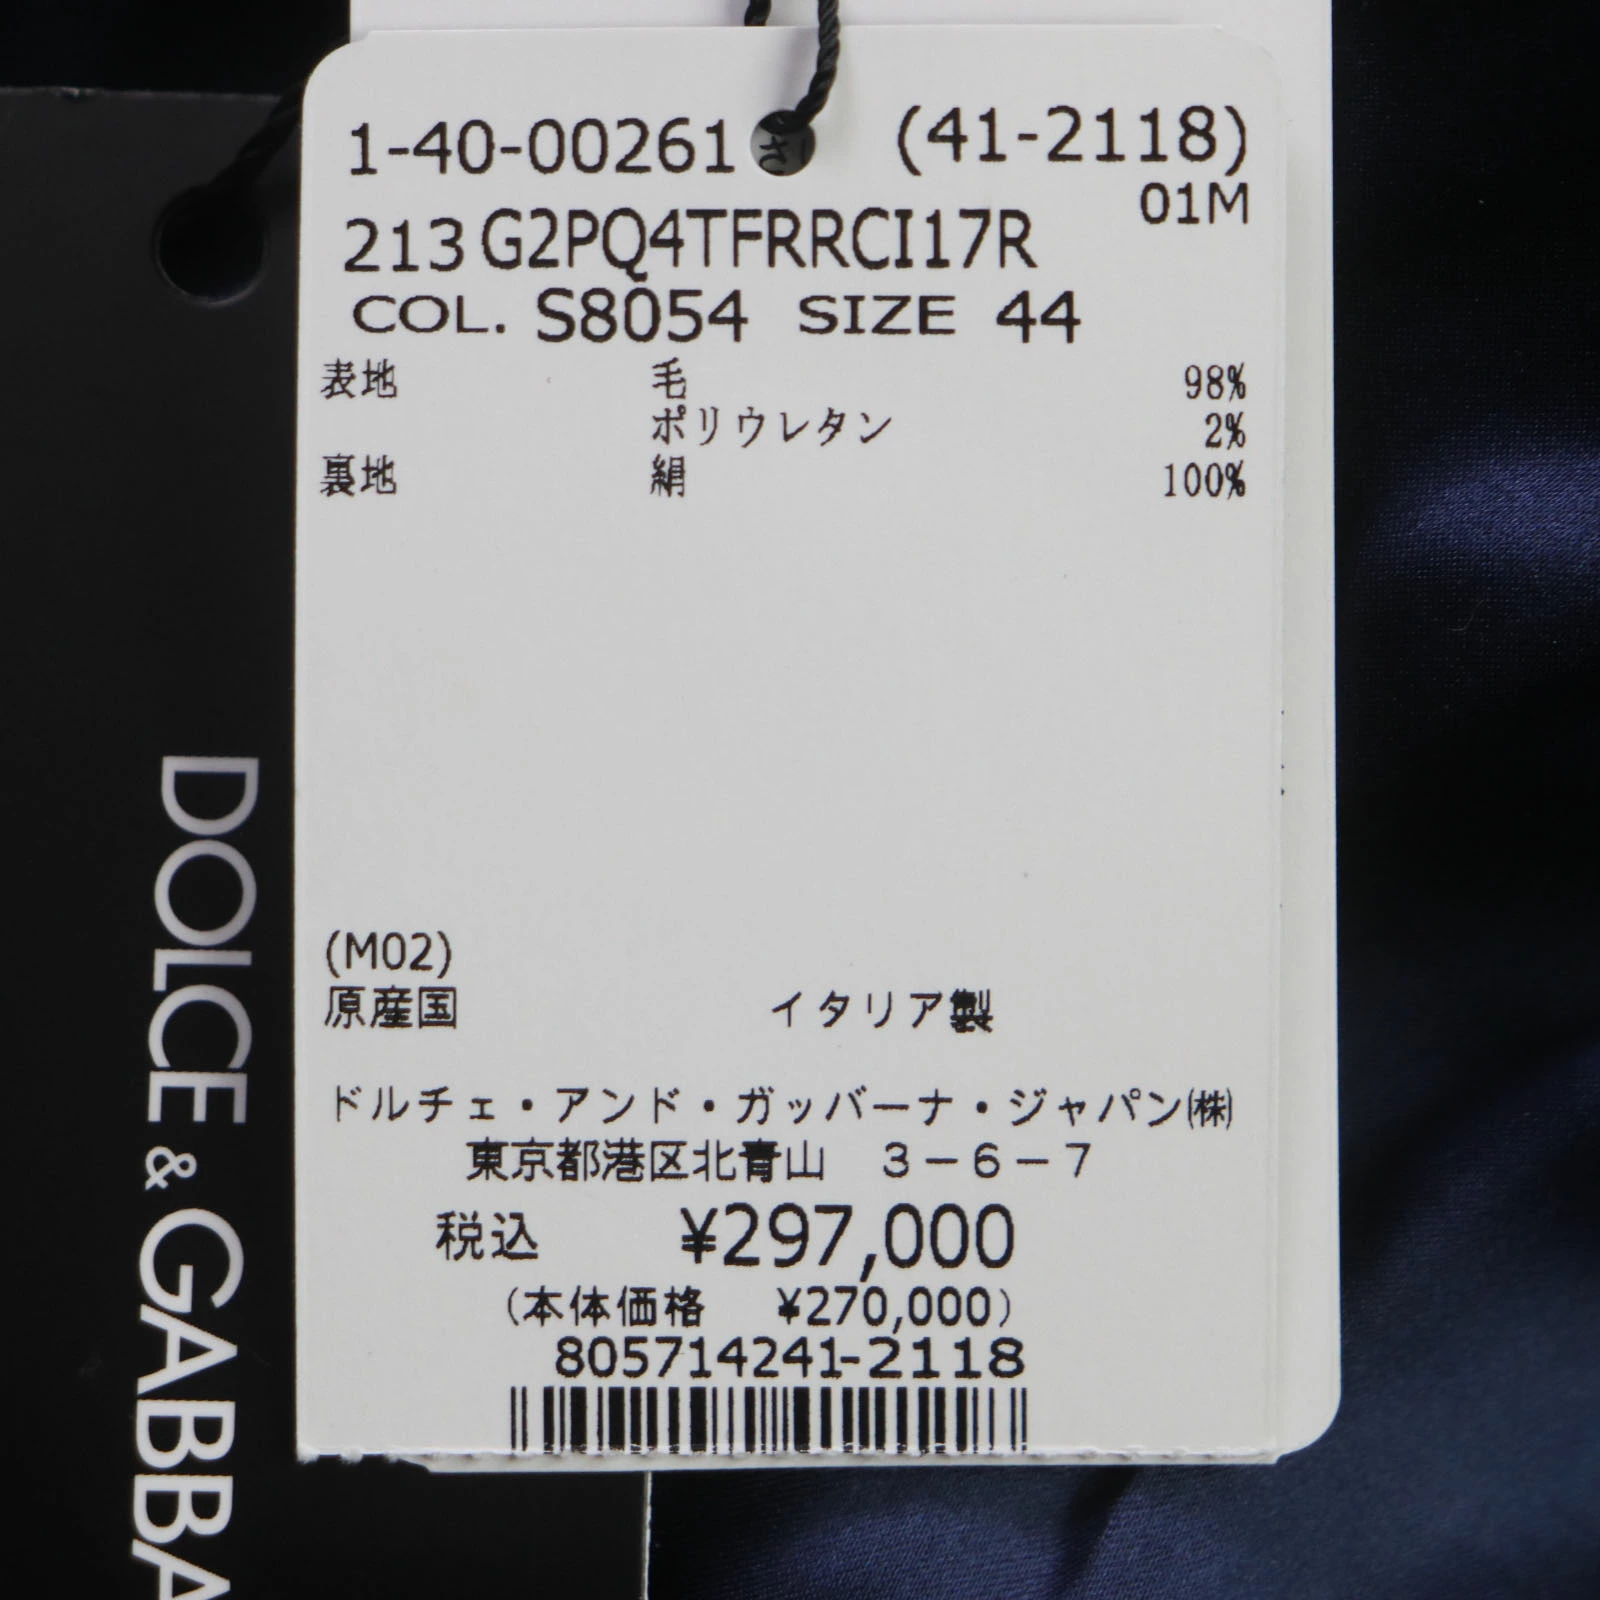 1-40-00261 (41-2118)
01M
213 G2PQ4TFRRCI17R
COL. S8054 SIZE 44
表地 毛 98%
ポリウレタン 2%
裏地 絹 100%
(M02)
原産国 イタリア製
ドルチェ・アンド・ガッバーナ・ジャパン㈱
東京都港区北青山 3-6-7
税込 ¥297,000
(本体価格 ¥270,000)
805714241-2118
DOLCE & GABBA